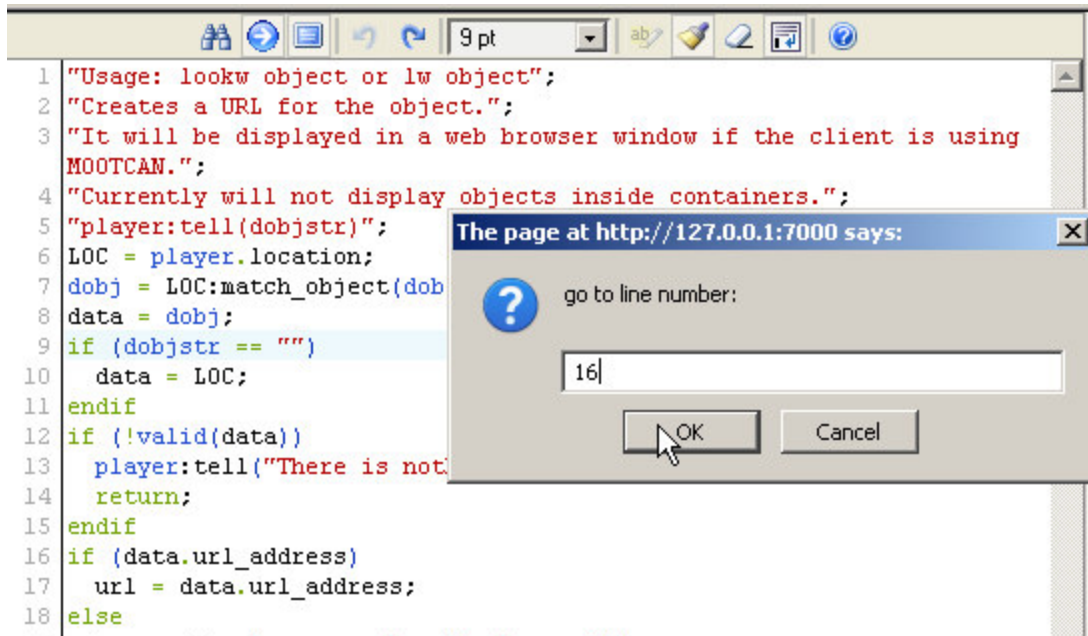 9 pt
1 "Usage: lookw object or lw object";
2 "Creates a URL for the object.";
3 "It will be displayed in a web browser window if the client is using
MOOTCAN.";
4 "Currently will not display objects inside containers.";
5 "player:tell(dobjstr)";
6 LOC = player.location;
7 dobj = LOC:match_object(dob
8 data = dobj;
9 if (dobjstr == "")
10 data = LOC;
11 endif
12 if (!valid(data))
13 player:tell("There is not
14 return;
15 endif
16 if (data.url_address)
17 url = data.url_address;
18 else
The page at http://127.0.0.1:7000 says:
go to line number:
16
OK Cancel